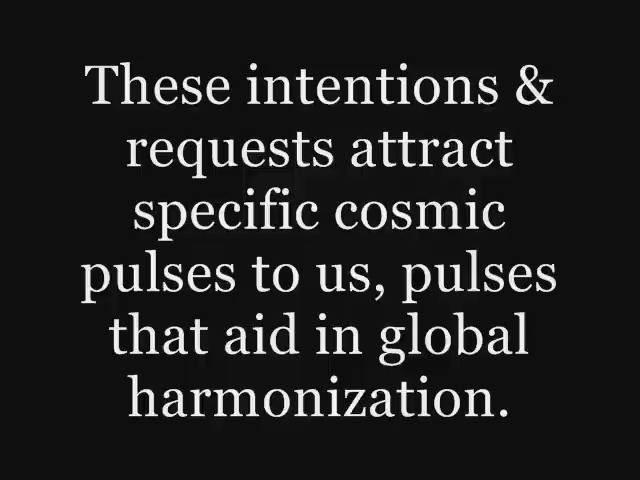 These intentions &
requests attract
specific cosmic
pulses to us, pulses
that aid in global
harmonization.